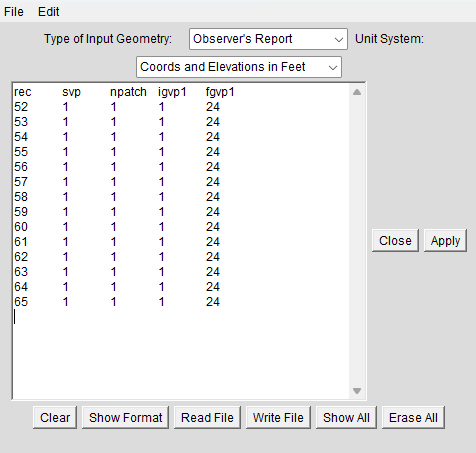 File Edit
Type of Input Geometry: Observer's Report Unit System:
Coords and Elevations in Feet
rec svp npatch igvp1 fgvp1
52 1 1 1 24
53 1 1 1 24
54 1 1 1 24
55 1 1 1 24
56 1 1 1 24
57 1 1 1 24
58 1 1 1 24
59 1 1 1 24
60 1 1 1 24
61 1 1 1 24
62 1 1 1 24
63 1 1 1 24
64 1 1 1 24
65 1 1 1 24
Close Apply
Clear Show Format Read File Write File Show All Erase All